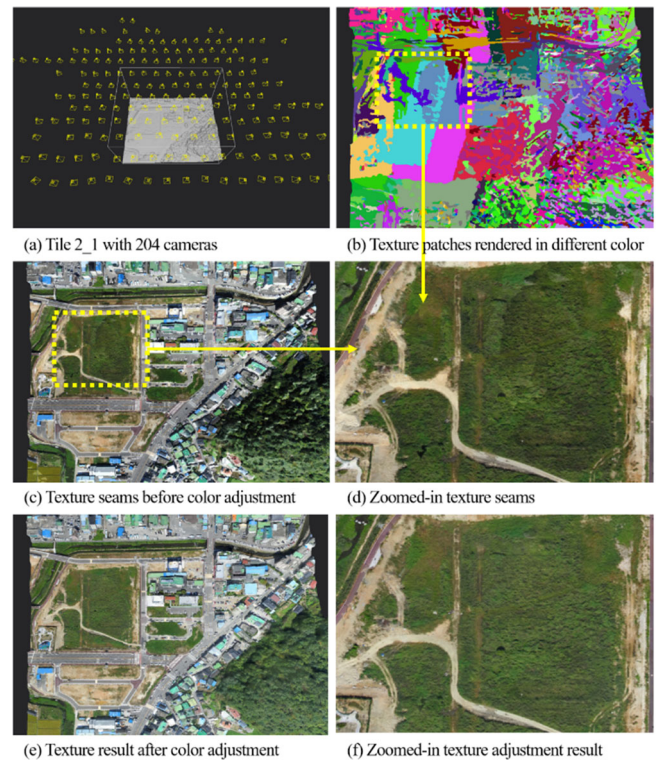 (a) Tile 2_1 with 204 cameras
(b) Texture patches rendered in different color
(c) Texture seams before color adjustment
(d) Zoomed-in texture seams
(e) Texture result after color adjustment
(f) Zoomed-in texture adjustment result